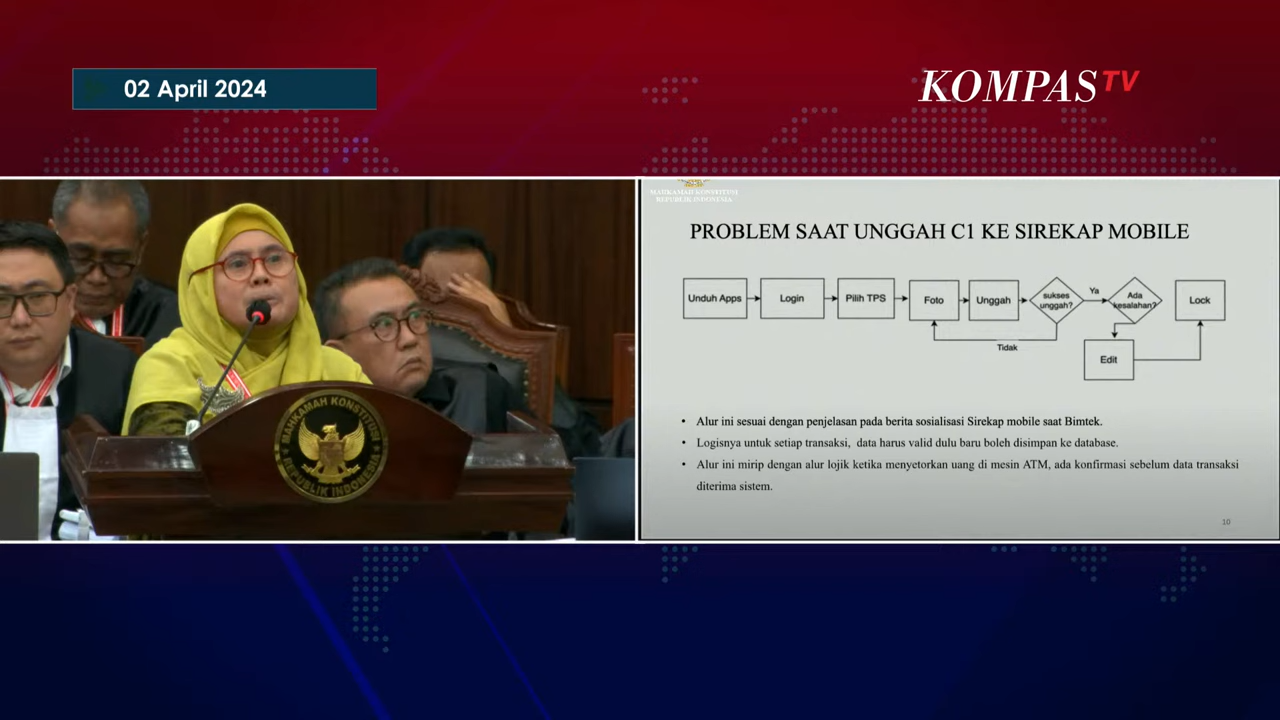 02 April 2024
KOMPAS TV
MAHKAMAH KONSTITUSI
REPUBLIK INDONESIA
PROBLEM SAAT UNGGAH C1 KE SIREKAP MOBILE
Unduh Apps
Login
Pilih TPS
Foto
Unggah
sukses
unggah?
Ya
Ada
kesalahan?
Lock
Tidak
Edit
• Alur ini sesuai dengan penjelasan pada berita sosialisasi Sirekap mobile saat Bimtek.
• Logisnya untuk setiap transaksi, data harus valid dulu baru boleh disimpan ke database.
• Alur ini mirip dengan alur lojik ketika menyetorkan uang di mesin ATM, ada konfirmasi sebelum data transaksi
diterima sistem.
10
MAHKAMAH KONSTITUSI
REPUBLIK INDONESIA